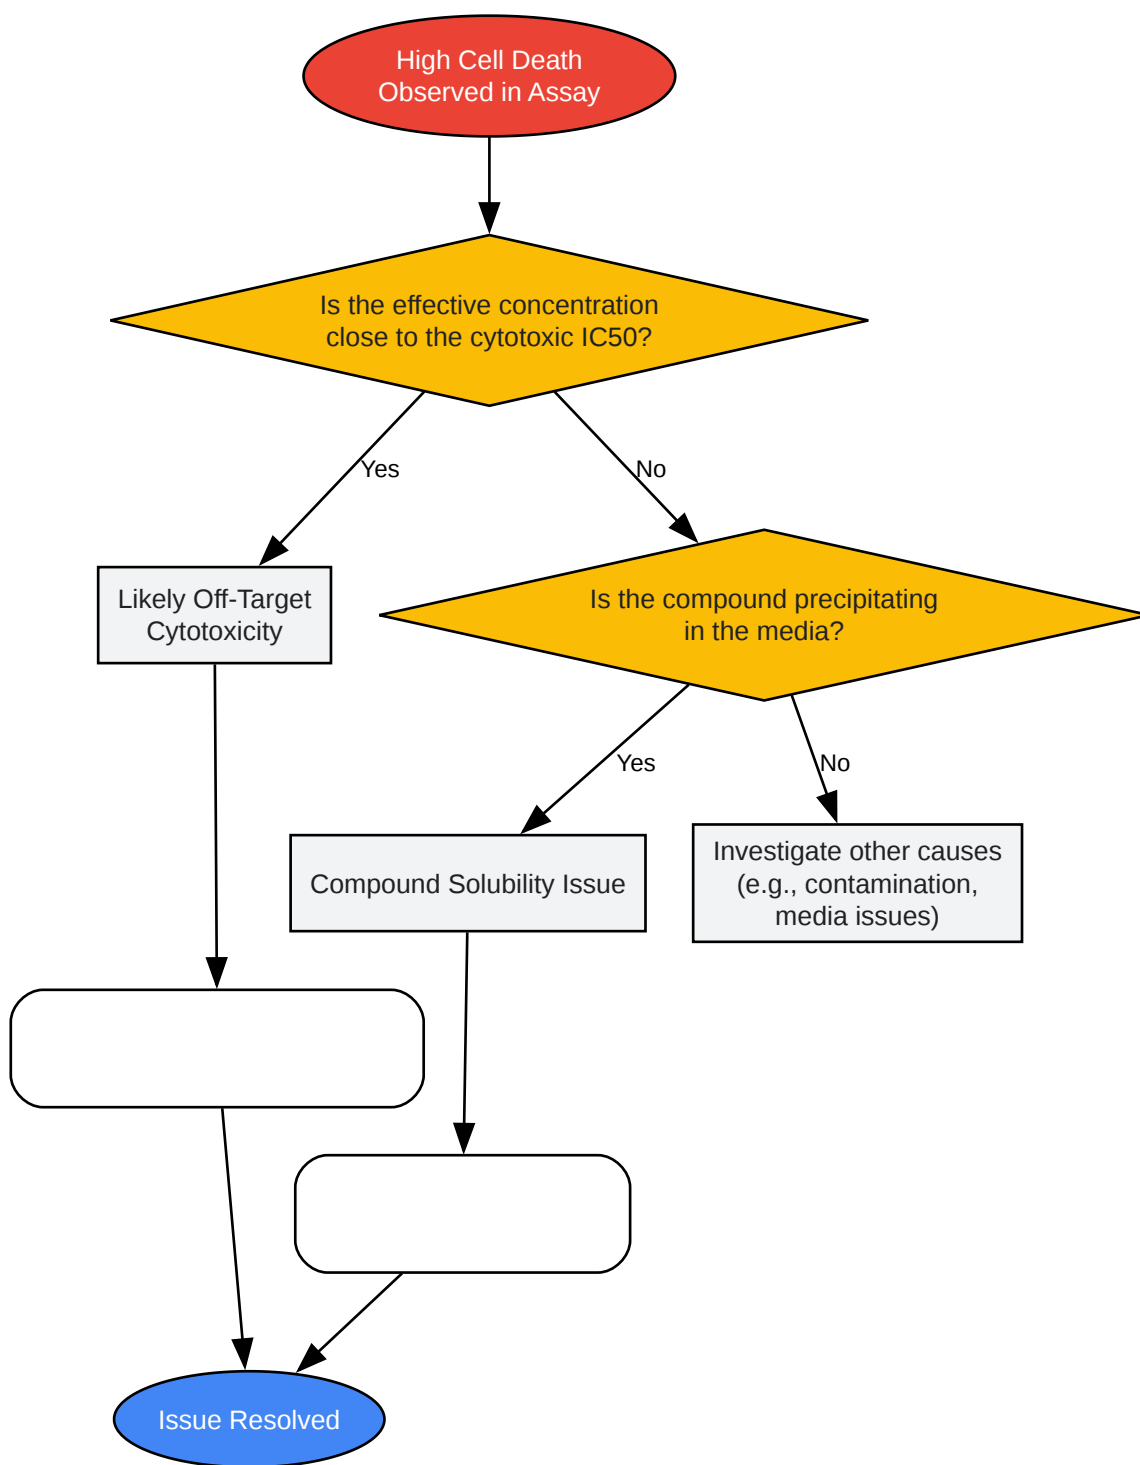 High Cell Death
Observed in Assay
Is the effective concentration
close to the cytotoxic IC50?
Yes
No
Likely Off-Target
Cytotoxicity
Is the compound precipitating
in the media?
Yes
No
Compound Solubility Issue
Investigate other causes
(e.g., contamination,
media issues)
Issue Resolved